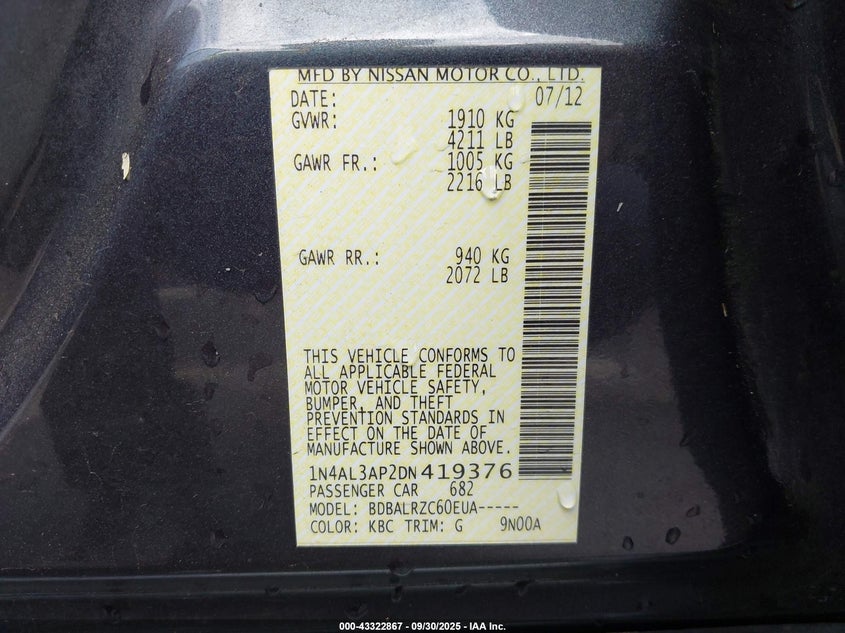 MFD BY NISSAN MOTOR CO., LTD.
DATE: 07/12
GVWR: 1910 KG
4211 LB
GAWR FR.: 1005 KG
2216 LB
GAWR RR.: 940 KG
2072 LB
THIS VEHICLE CONFORMS TO
ALL APPLICABLE FEDERAL
MOTOR VEHICLE SAFETY,
BUMPER, AND THEFT
PREVENTION STANDARDS IN
EFFECT ON THE DATE OF
MANUFACTURE SHOWN ABOVE.
1N4AL3AP2DN419376
PASSENGER CAR 682
MODEL: BDBALRZC60EUA-----
COLOR: KBC TRIM: G 9N00A
000-43322867 - 09/30/2025 - IAA Inc.